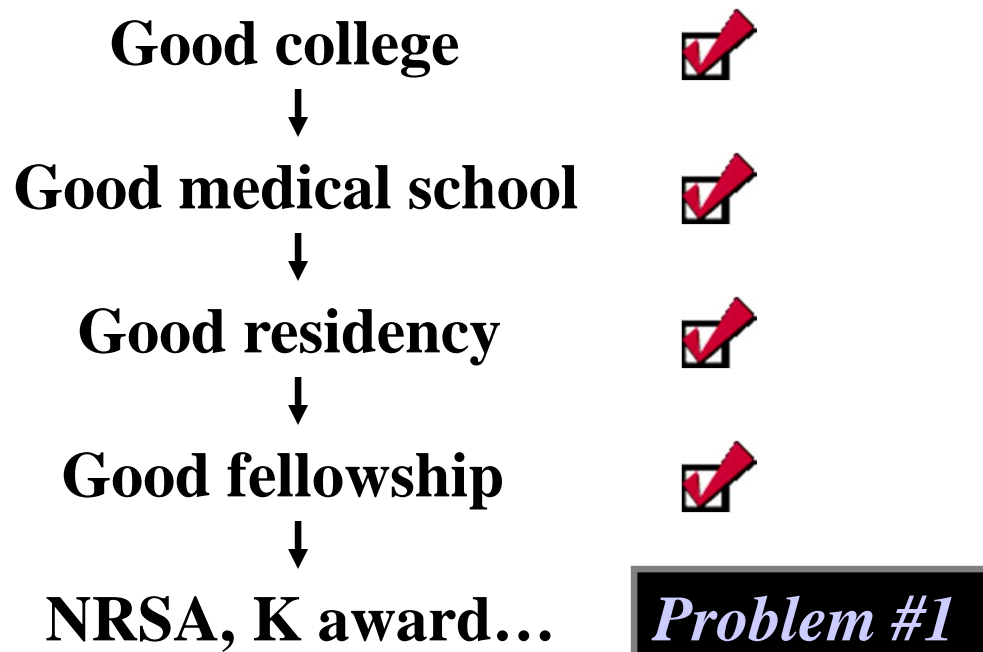 Good college
Good medical school
Good residency
Good fellowship
NRSA, K award…
Problem #1